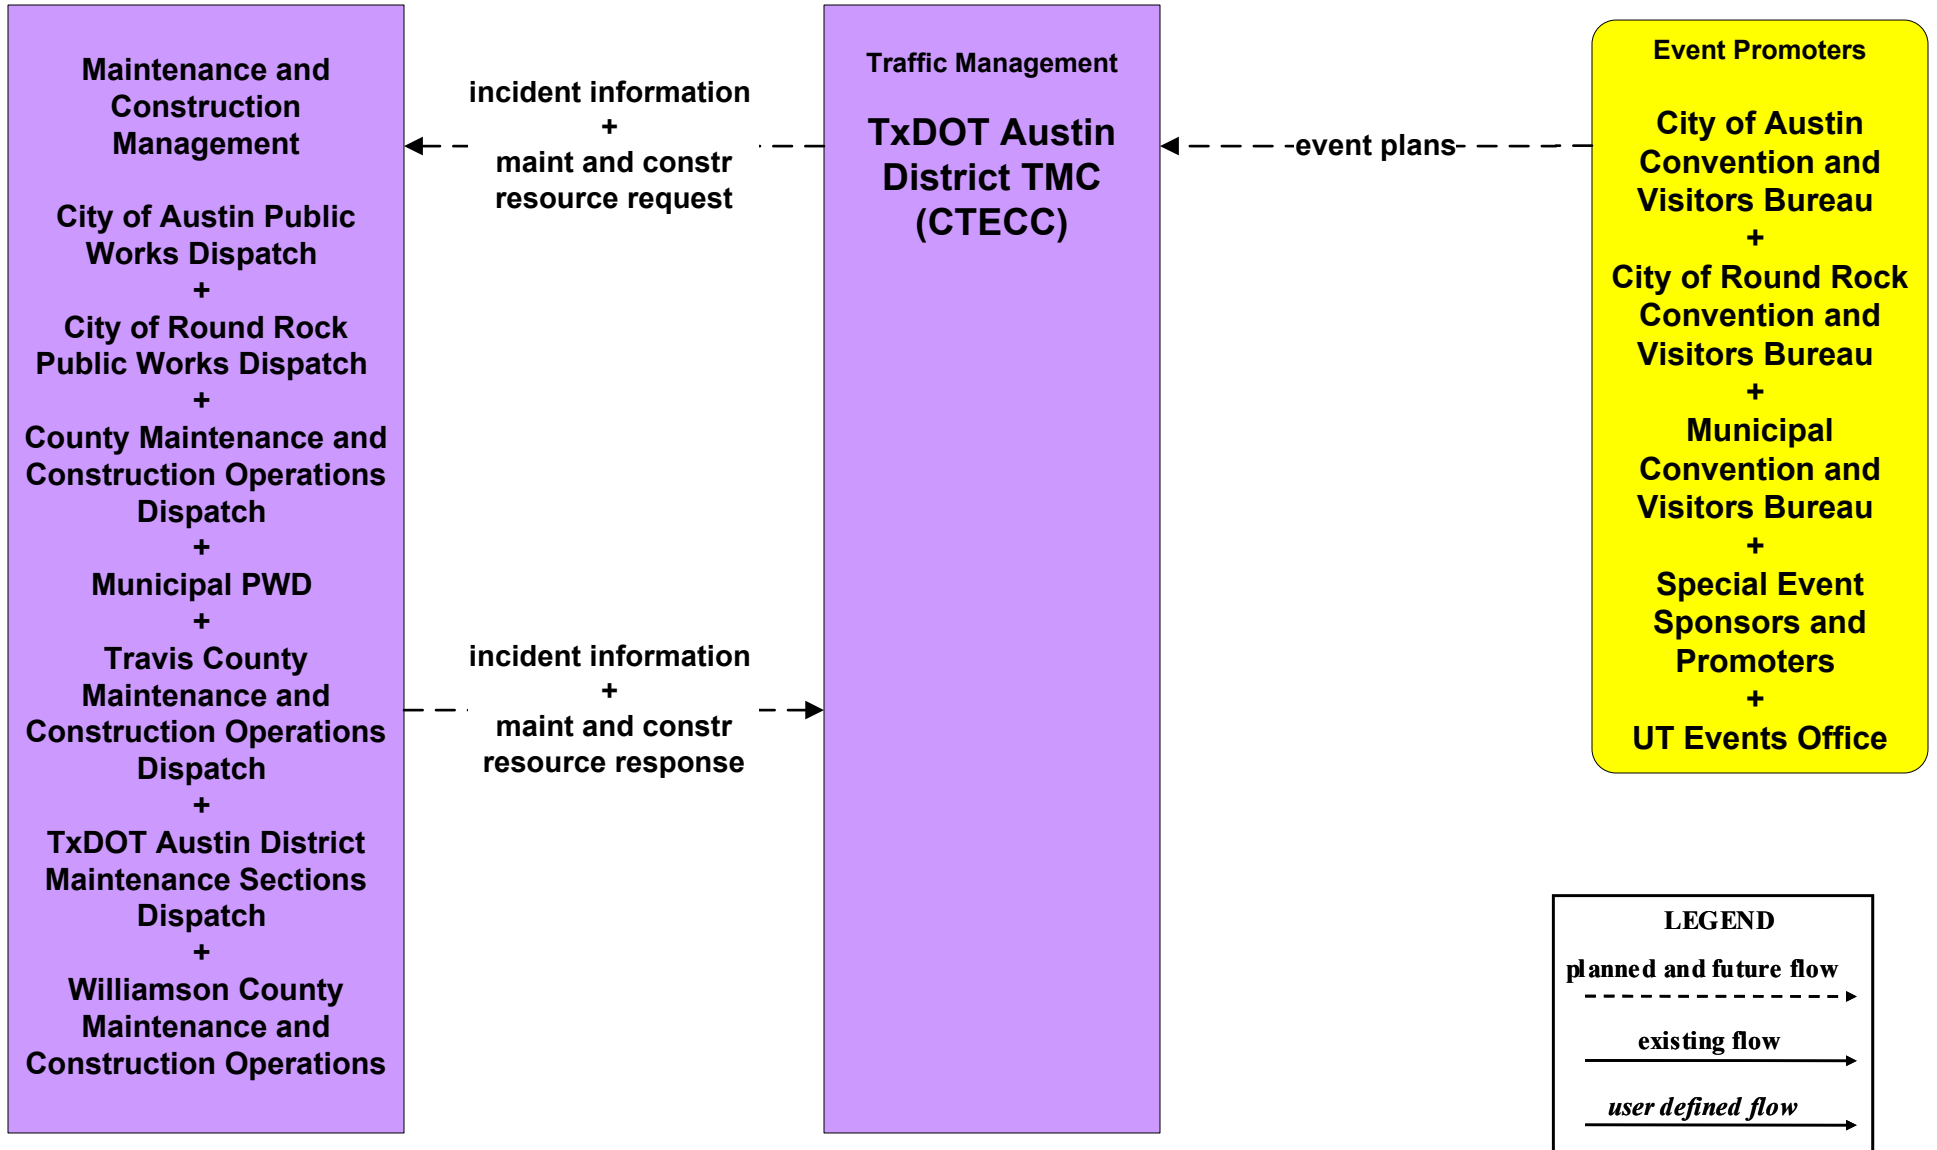 Maintenance and
Construction
Management
City of Austin Public
Works Dispatch
+
City of Round Rock
Public Works Dispatch
+
County Maintenance and
Construction Operations
Dispatch
+
Municipal PWD
+
Travis County
Maintenance and
Construction Operations
Dispatch
+
TxDOT Austin District
Maintenance Sections
Dispatch
+
Williamson County
Maintenance and
Construction Operations
incident information
+
maint and constr
resource request
incident information
+
maint and constr
resource response
Traffic Management
TxDOT Austin
District TMC
(CTECC)
event plans
Event Promoters
City of Austin
Convention and
Visitors Bureau
+
City of Round Rock
Convention and
Visitors Bureau
+
Municipal
Convention and
Visitors Bureau
+
Special Event
Sponsors and
Promoters
+
UT Events Office
LEGEND
planned and future flow
existing flow
user defined flow